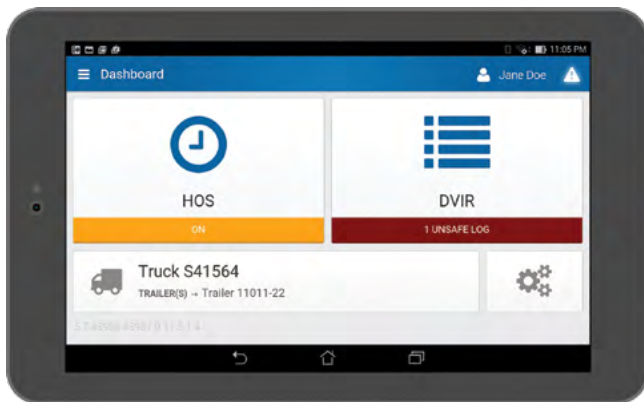 11:05 PM
Dashboard
Jane Doe
HOS
DVIR
ON
1 UNSAFE LOG
Truck S41564
TRAILER(S) → Trailer 11011-22